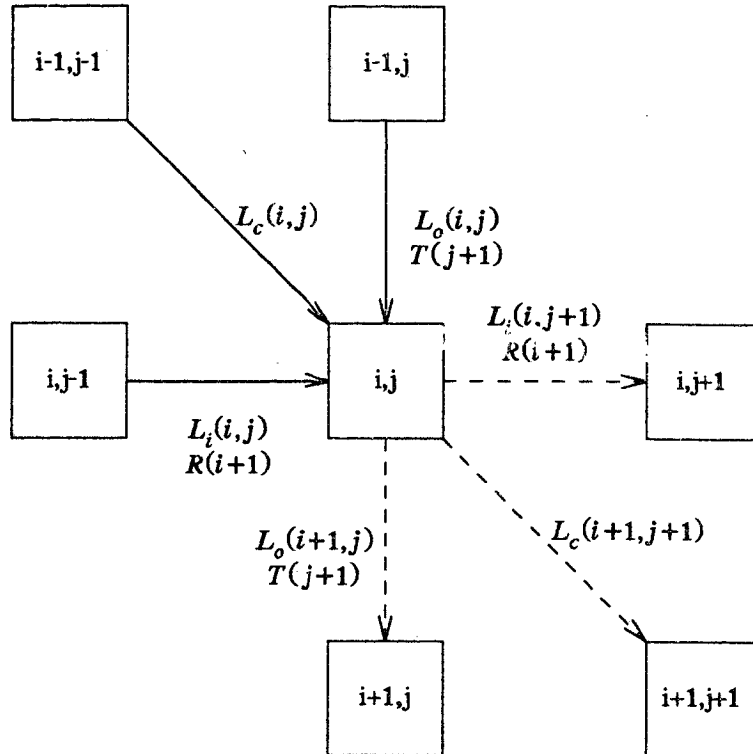 i-1,j-1
i-1,j
L_c(i,j)
L_o(i,j)
T(j+1)
i,j-1
i,j
L_i(i,j+1)
R(i+1)
i,j+1
L_i(i,j)
R(i+1)
L_o(i+1,j)
T(j+1)
L_c(i+1,j+1)
i+1,j
i+1,j+1